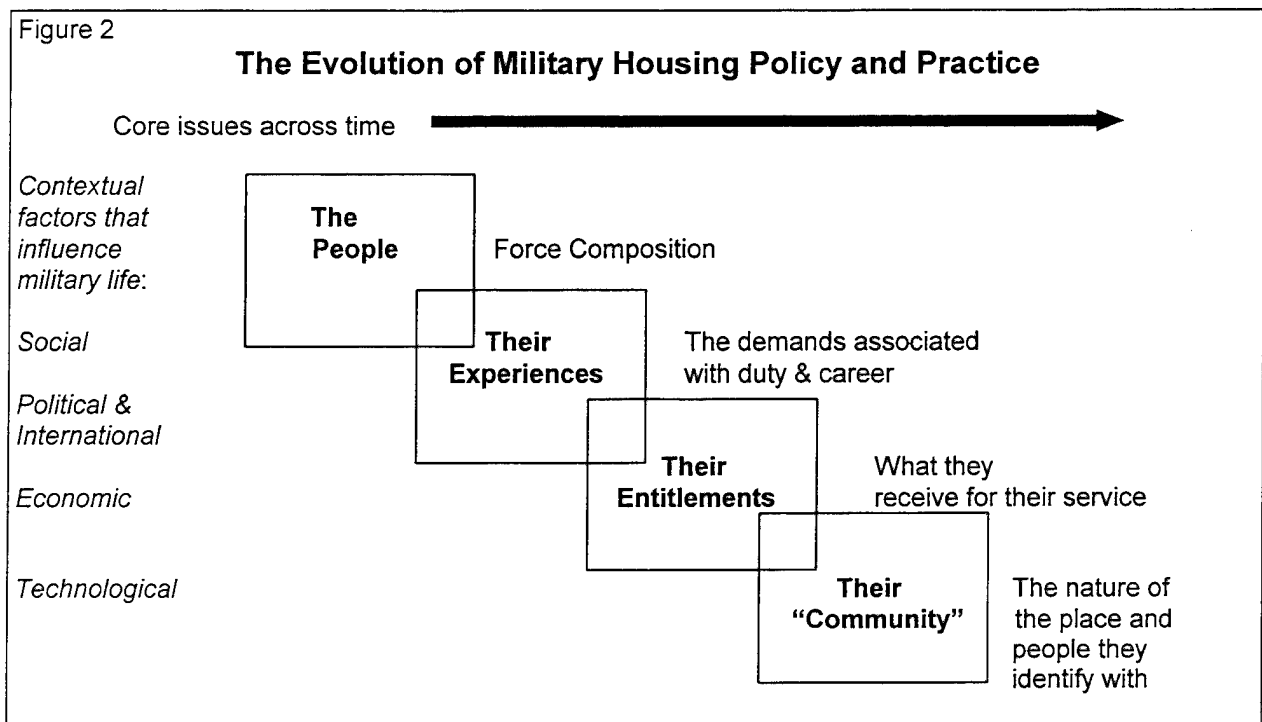 Figure 2
The Evolution of Military Housing Policy and Practice
Core issues across time
Contextual
factors that
influence
military life:
Social
Political &
International
Economic
Technological
The
People
Force Composition
Their
Experiences
The demands associated
with duty & career
Their
Entitlements
What they
receive for their service
Their
“Community”
The nature of
the place and
people they
identify with